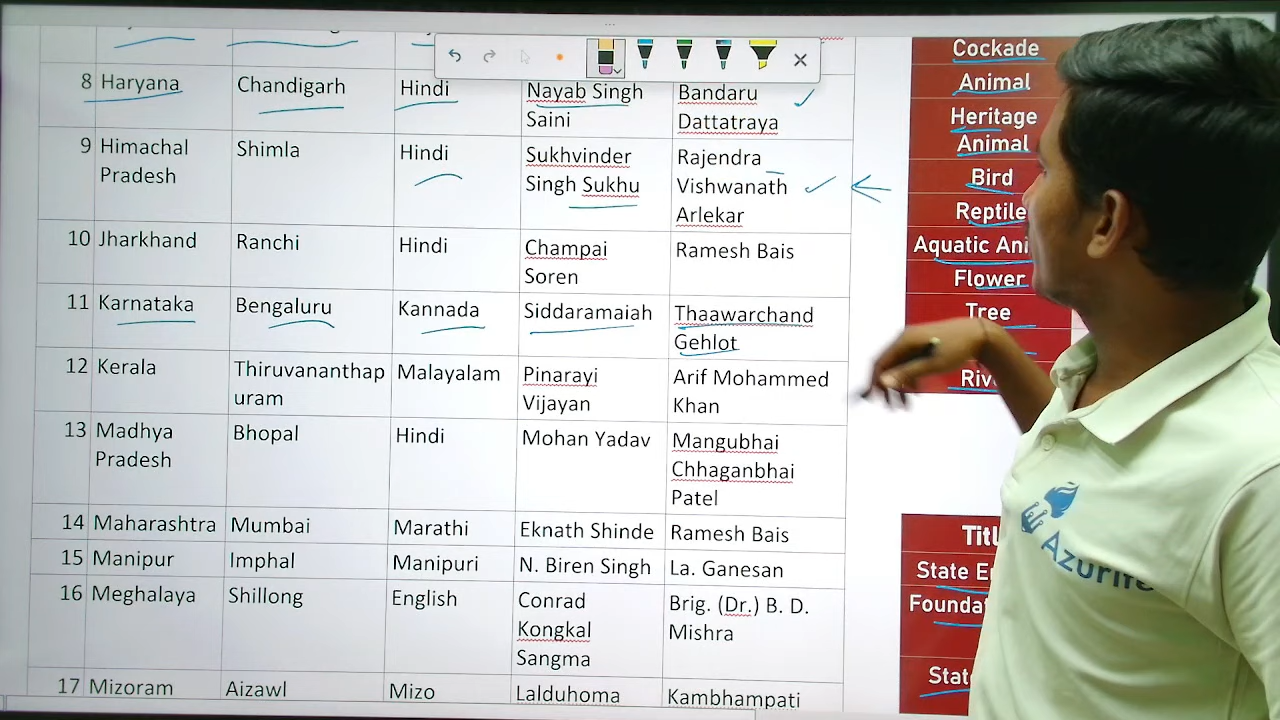 8 Haryana Chandigarh Hindi Nayab Singh Bandaru
Saini Dattatraya
9 Himachal Shimla Hindi Sukhvinder Rajendra
Pradesh Singh Sukhu Vishwanath
Arlekar
10 Jharkhand Ranchi Hindi Champai Ramesh Bais
Soren
11 Karnataka Bengaluru Kannada Siddaramaiah Thaawarchand
Gehlot
12 Kerala Thiruvananthap Malayalam Pinarayi Arif Mohammed
uram Vijayan Khan
13 Madhya Bhopal Hindi Mohan Yadav Mangubhai
Pradesh Chhaganbhai
Patel
14 Maharashtra Mumbai Marathi Eknath Shinde Ramesh Bais
15 Manipur Imphal Manipuri N. Biren Singh La. Ganesan
16 Meghalaya Shillong English Conrad Brig. (Dr.) B. D.
Kongkal Mishra
Sangma
17 Mizoram Aizawl Mizo Lalduhoma Kambhampati
Cockade
Animal
Heritage
Animal
Bird
Reptile
Aquatic Ani
Flower
Tree
Riv
Titl
State E
Founda
State
Azurite